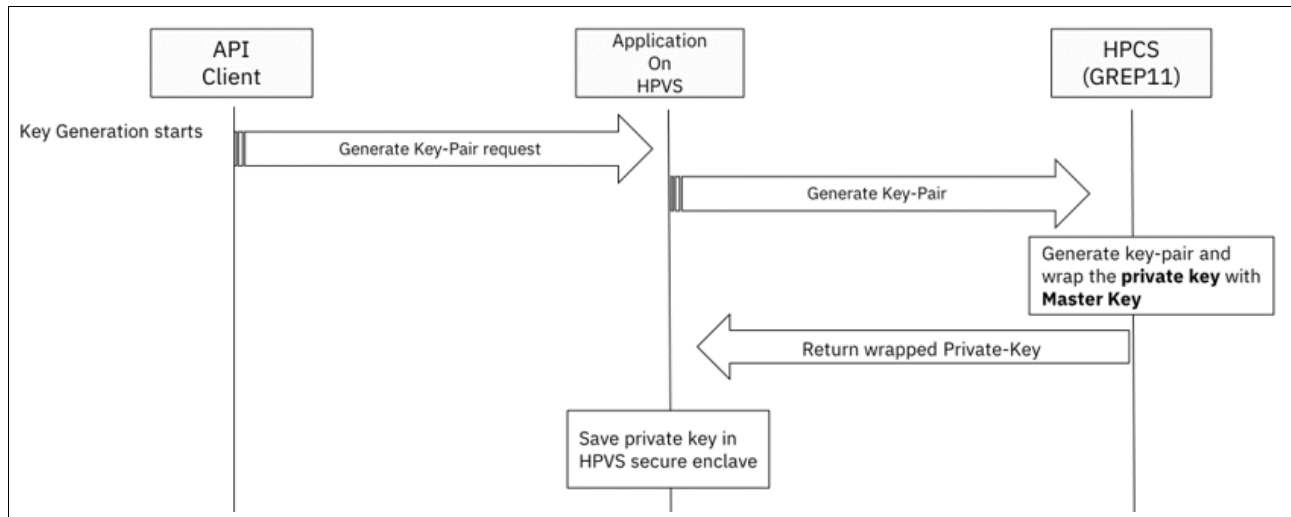 API
Client
Application
On
HPVS
HPCS
(GREP11)
Key Generation starts
Generate Key-Pair request
Generate Key-Pair
Generate key-pair and
wrap the private key with
Master Key
Return wrapped Private-Key
Save private key in
HPVS secure enclave